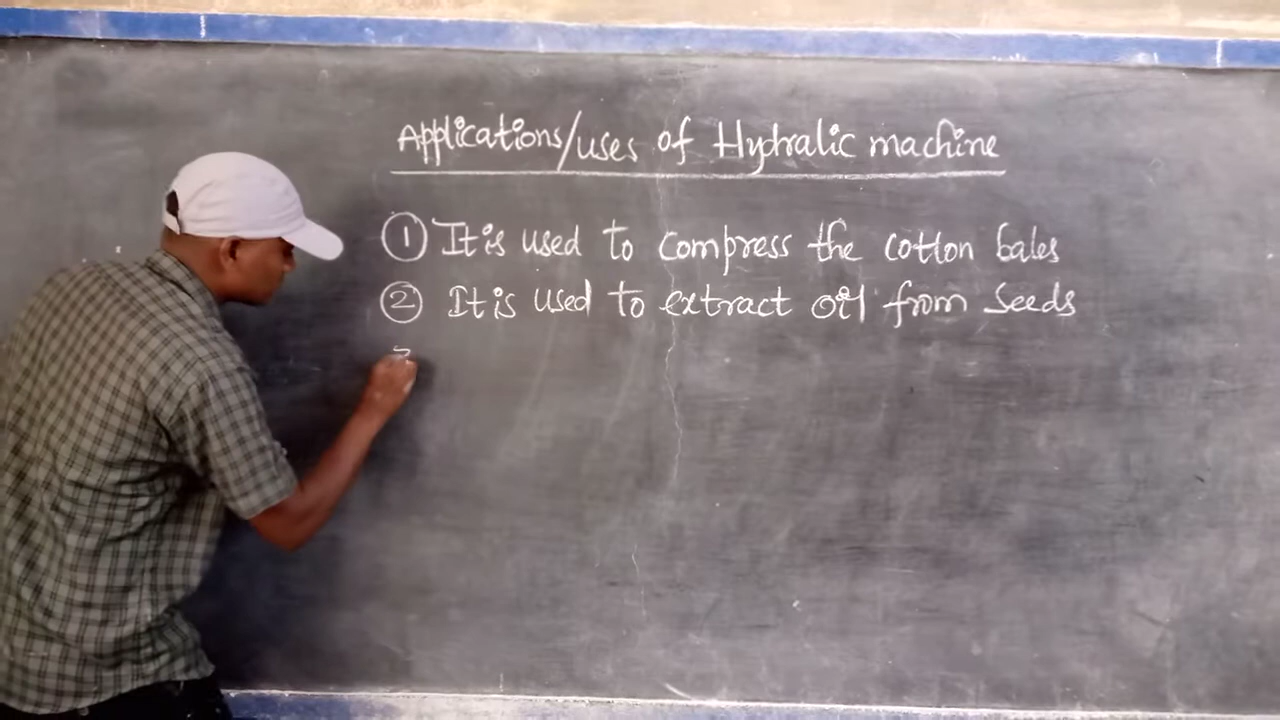 Applications/uses of Hydralic machine
① It is used to compress the cotton bales
② It is used to extract oil from seeds